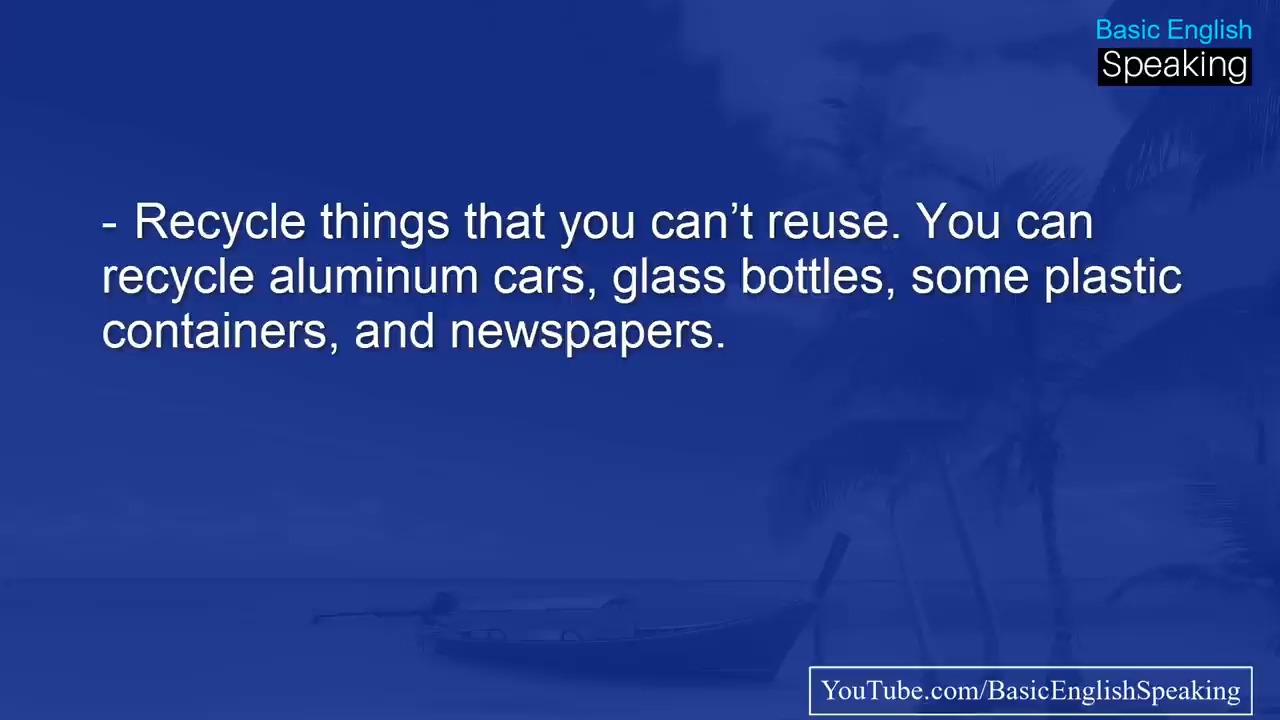 Basic English
Speaking
- Recycle things that you can’t reuse. You can
recycle aluminum cars, glass bottles, some plastic
containers, and newspapers.
YouTube.com/BasicEnglishSpeaking